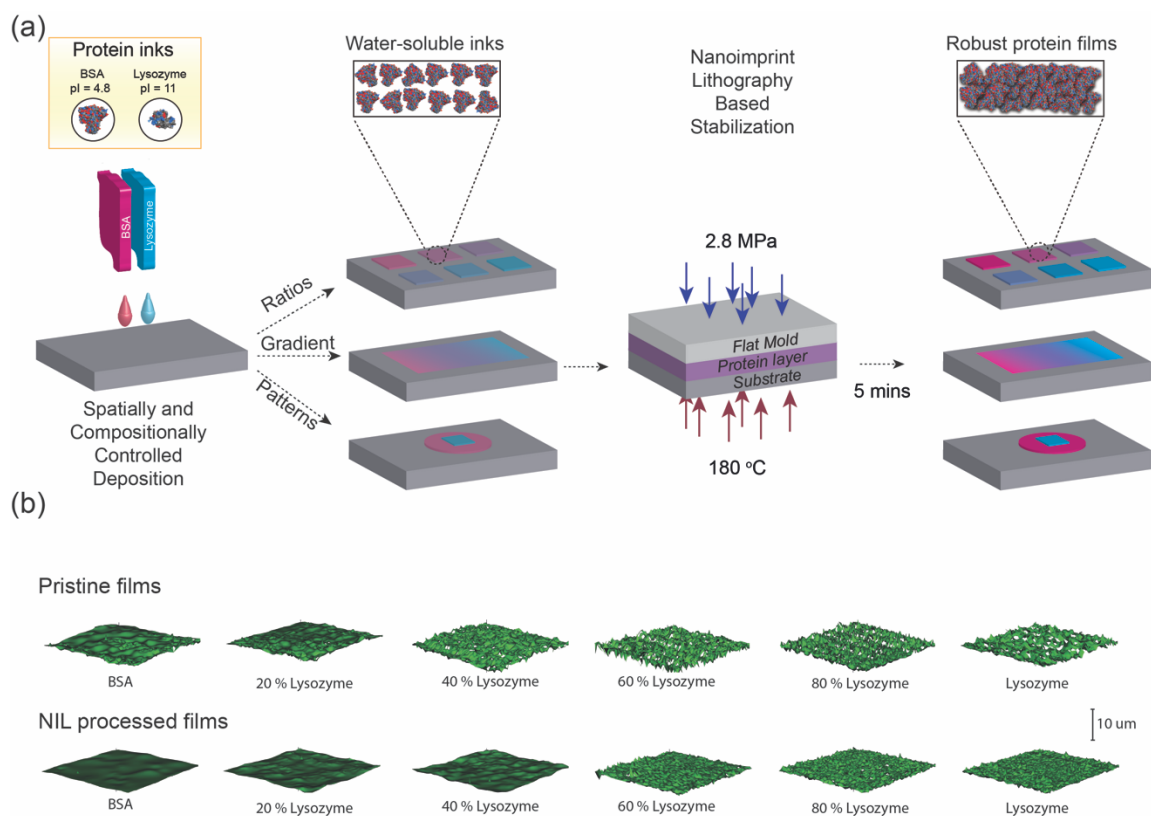 (a)
Protein inks
BSA
pI = 4.8
Lysozyme
pI = 11
BSA
Lysozyme
Spatially and
Compositionally
Controlled
Deposition
Ratios
Gradient
Patterns
Water-soluble inks
Nanoimprint
Lithography
Based
Stabilization
2.8 MPa
Flat Mold
Protein layer
Substrate
180 °C
5 mins
Robust protein films
(b)
Pristine films
BSA
20 % Lysozyme
40 % Lysozyme
60 % Lysozyme
80 % Lysozyme
Lysozyme
NIL processed films
10 um
BSA
20 % Lysozyme
40 % Lysozyme
60 % Lysozyme
80 % Lysozyme
Lysozyme